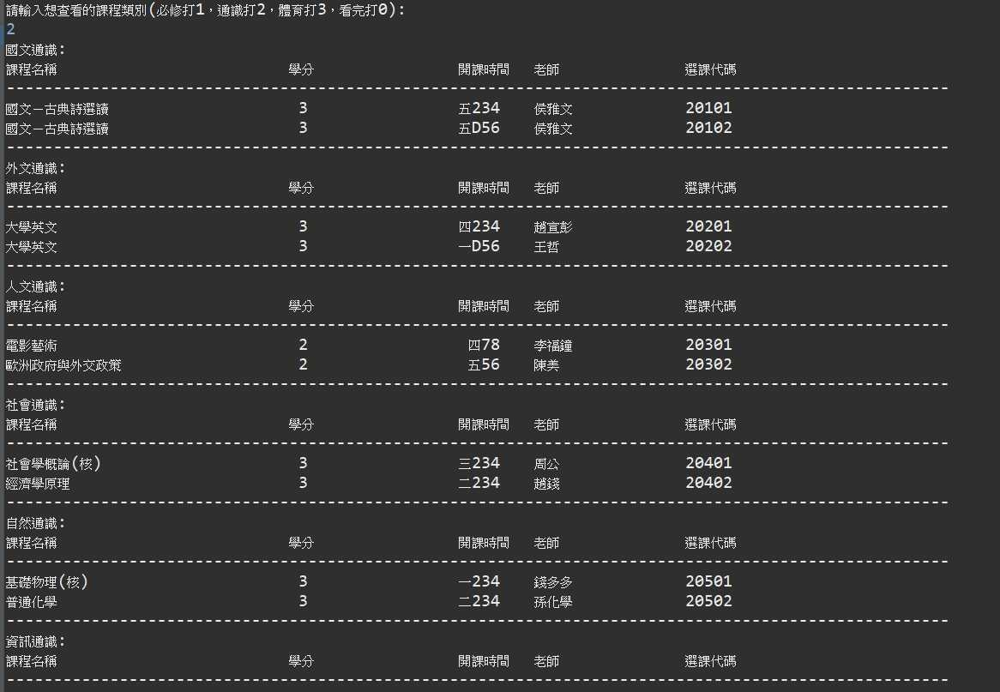 請輸入想查看的課程類別(必修打1，通識打2，體育打3，看完打0):
2
國文通識:
課程名稱 學分 開課時間 老師 選課代碼
----------------------------------------------------------------------------------------------------
國文－古典詩選讀 3 五234 侯雅文 20101
國文－古典詩選讀 3 五D56 侯雅文 20102
----------------------------------------------------------------------------------------------------
外文通識:
課程名稱 學分 開課時間 老師 選課代碼
----------------------------------------------------------------------------------------------------
大學英文 3 四234 趙宣彭 20201
大學英文 3 一D56 王哲 20202
----------------------------------------------------------------------------------------------------
人文通識:
課程名稱 學分 開課時間 老師 選課代碼
----------------------------------------------------------------------------------------------------
電影藝術 2 四78 李福鐘 20301
歐洲政府與外交政策 2 五56 陳美 20302
----------------------------------------------------------------------------------------------------
社會通識:
課程名稱 學分 開課時間 老師 選課代碼
----------------------------------------------------------------------------------------------------
社會學概論(核) 3 三234 周公 20401
經濟學原理 3 二234 趙錢 20402
----------------------------------------------------------------------------------------------------
自然通識:
課程名稱 學分 開課時間 老師 選課代碼
----------------------------------------------------------------------------------------------------
基礎物理(核) 3 一234 錢多多 20501
普通化學 3 二234 孫化學 20502
----------------------------------------------------------------------------------------------------
資訊通識:
課程名稱 學分 開課時間 老師 選課代碼
----------------------------------------------------------------------------------------------------